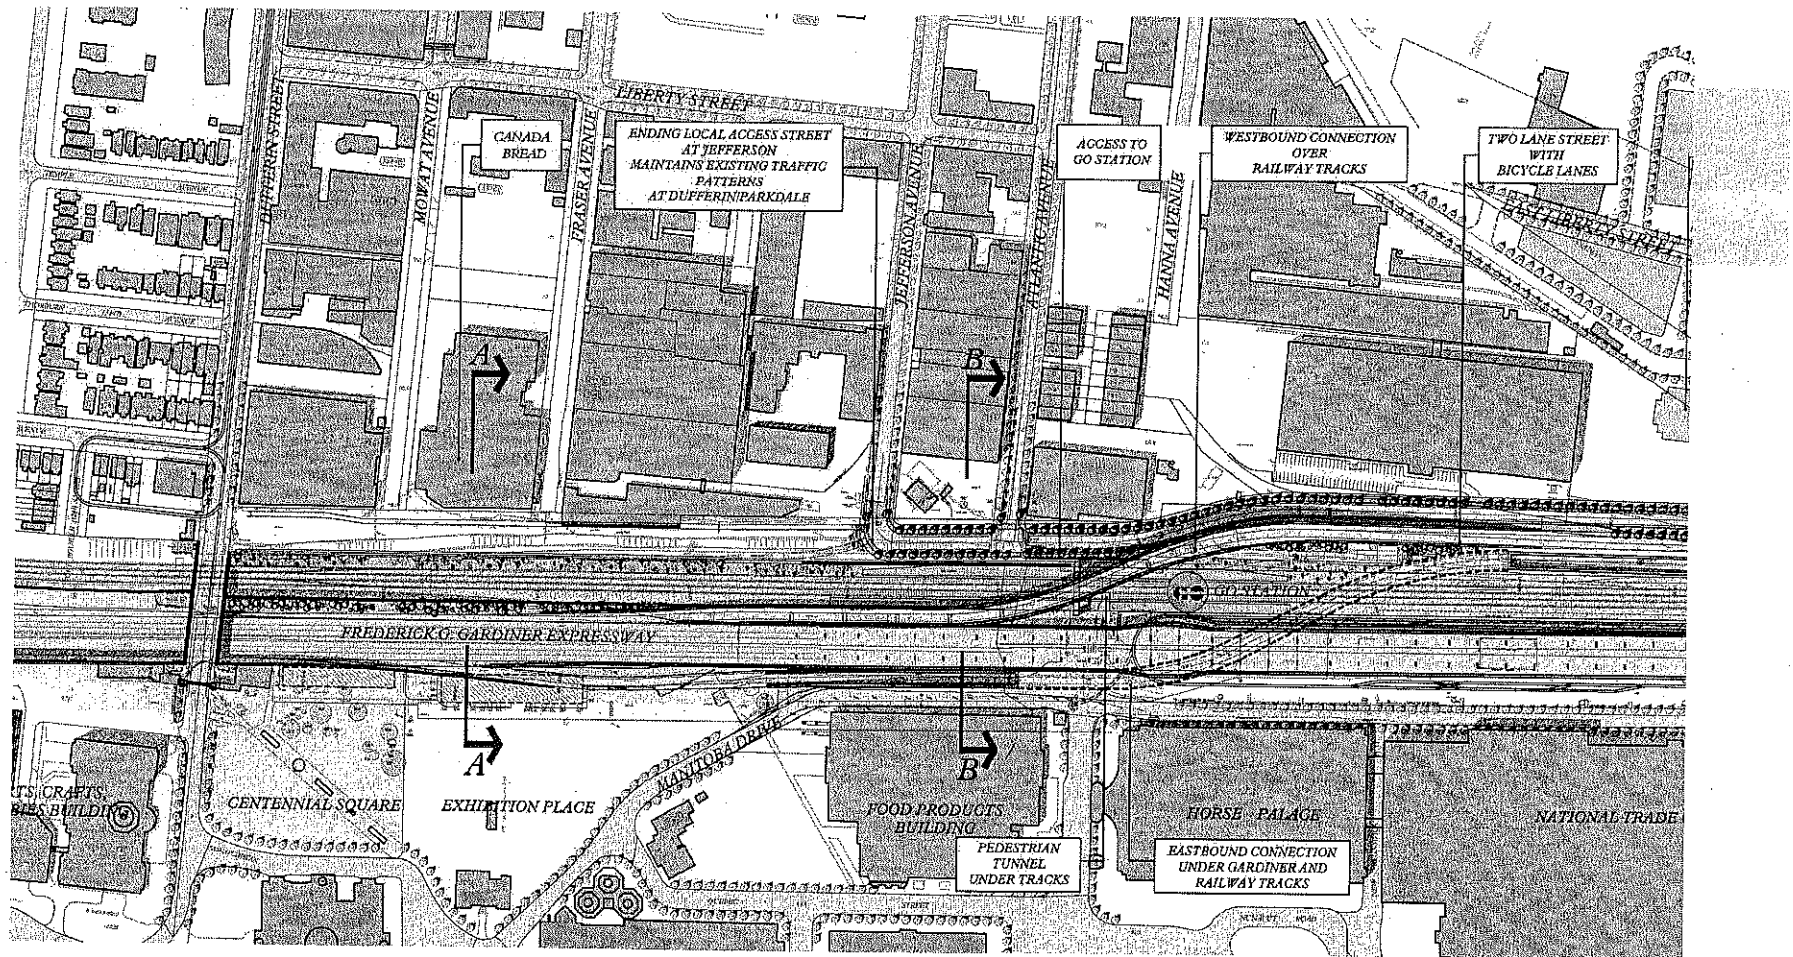 LIBERTY STREET
CANADA
BREAD
ENDING LOCAL ACCESS STREET
AT JEFFERSON
MAINTAINS EXISTING TRAFFIC
PATTERNS
AT DUFFERIN/PARKDALE
ACCESS TO
GO STATION
WESTBOUND CONNECTION
OVER
RAILWAY TRACKS
TWO LANE STREET
WITH
BICYCLE LANES
DUFFERIN STREET
MOWAT AVENUE
FRASER AVENUE
JEFFERSON AVENUE
ATLANTIC AVENUE
HANNA AVENUE
EAST LIBERTY STREET
A
B
GO STATION
FREDERICK G. GARDINER EXPRESSWAY
A
B
MANITOBA DRIVE
CENTENNIAL SQUARE
EXHIBITION PLACE
FOOD PRODUCTS
BUILDING
HORSE PALACE
NATIONAL TRADE
PEDESTRIAN
TUNNEL
UNDER TRACKS
EASTBOUND CONNECTION
UNDER GARDINER AND
RAILWAY TRACKS